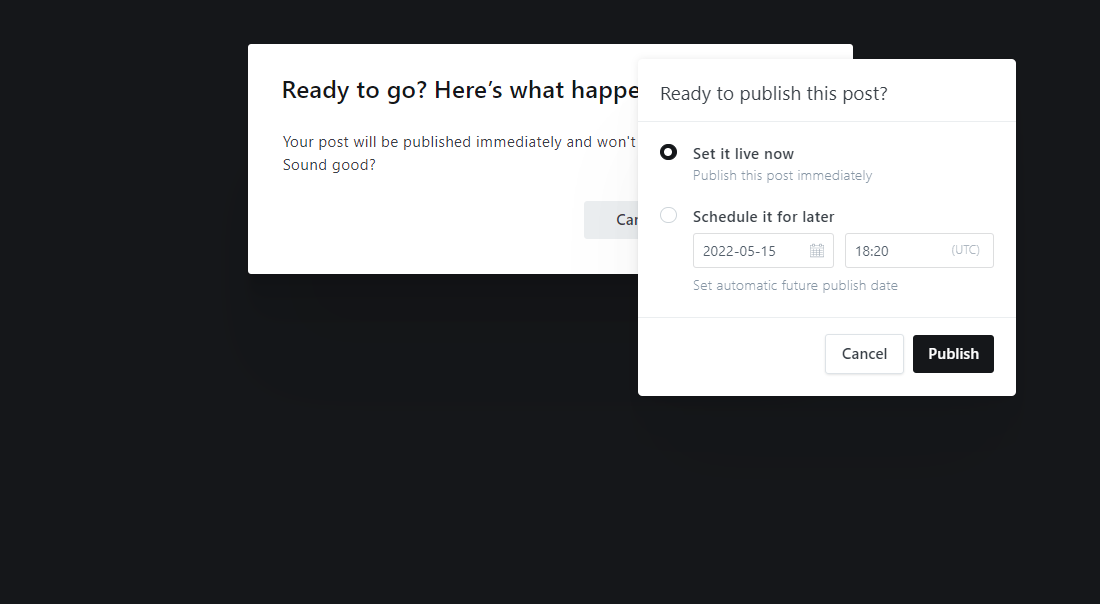 Ready to go? Here’s what happe
Your post will be published immediately and won't
Sound good?
Ready to publish this post?
Set it live now
Publish this post immediately
Schedule it for later
2022-05-15
18:20 (UTC)
Set automatic future publish date
Cancel
Publish